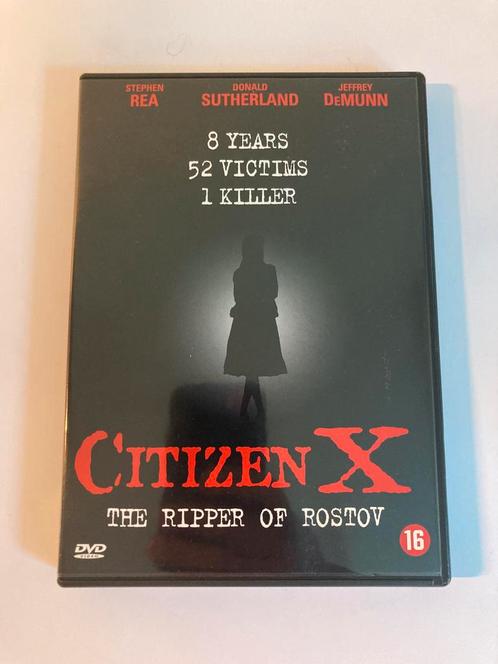 STEPHEN DONALD JEFFREY
REA SUTHERLAND DEMUNN
8 YEARS
52 VICTIMS
1 KILLER
CITIZEN X
THE RIPPER OF ROSTOV
DVD
VIDEO
16